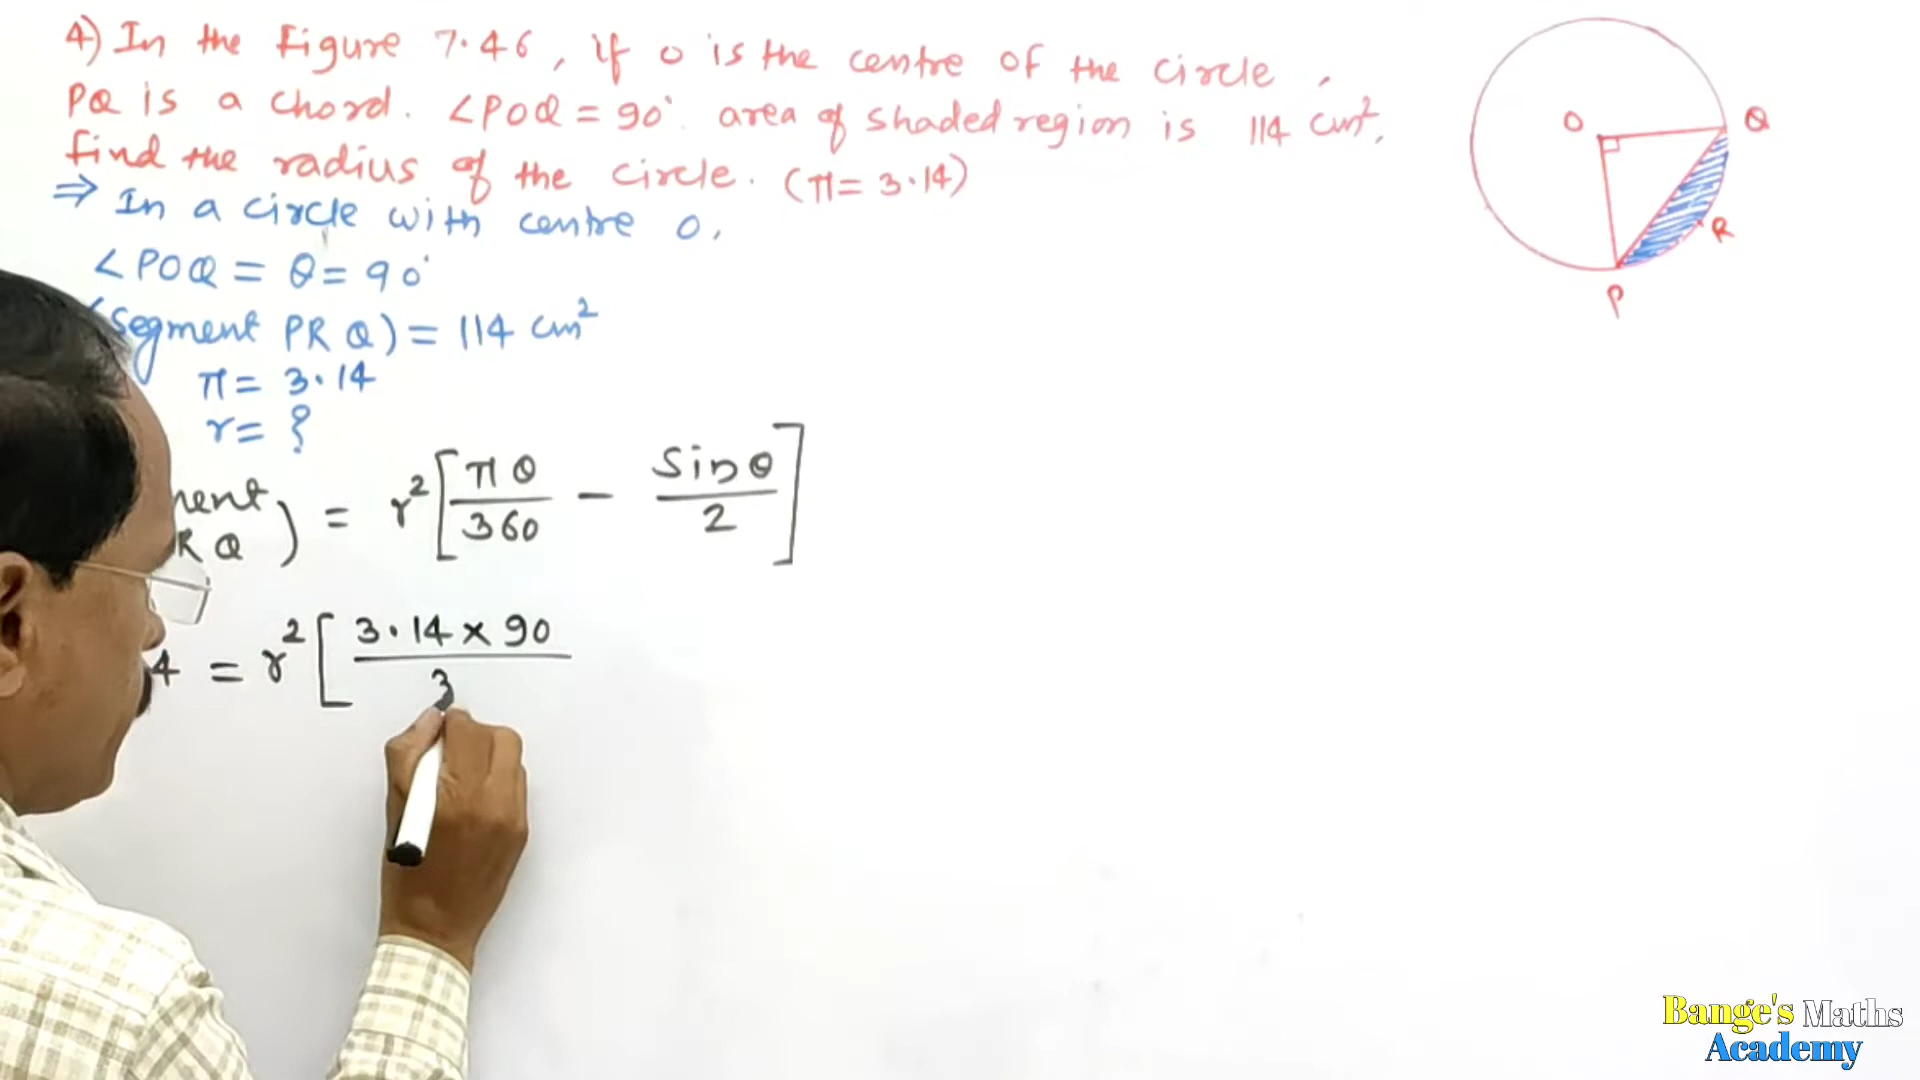 4) In the Figure 7.46, if O is the centre of the circle,
PQ is a chord. ∠POQ = 90° area of shaded region is 114 cm²,
find the radius of the circle. (π = 3.14)
⇒ In a circle with centre O,
∠POQ = θ = 90°
segment PRQ) = 114 cm²
π = 3.14
r = ?
RQ) = r² [πθ/360 − sinθ/2]
4 = r² [3.14 × 90 / 3
O
Q
R
P
Bange's Maths
Academy